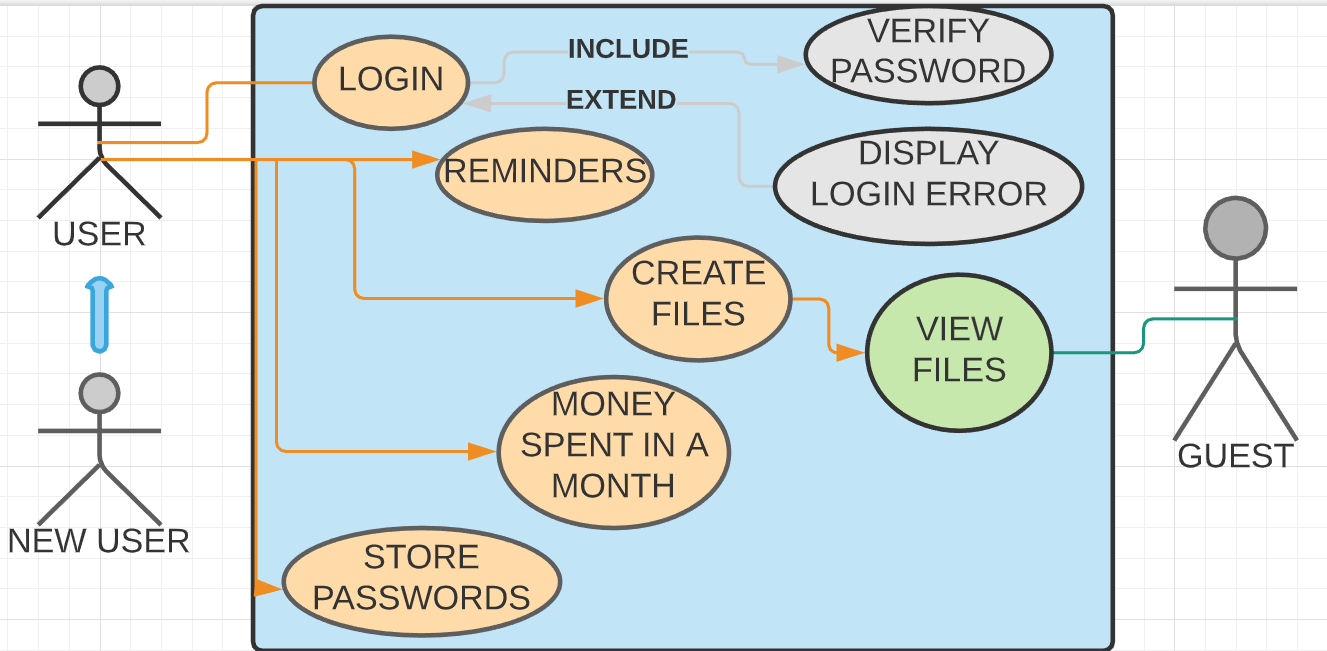 LOGIN
INCLUDE
VERIFY
PASSWORD
EXTEND
REMINDERS
DISPLAY
LOGIN ERROR
USER
CREATE
FILES
VIEW
FILES
MONEY
SPENT IN A
MONTH
GUEST
NEW USER
STORE
PASSWORDS